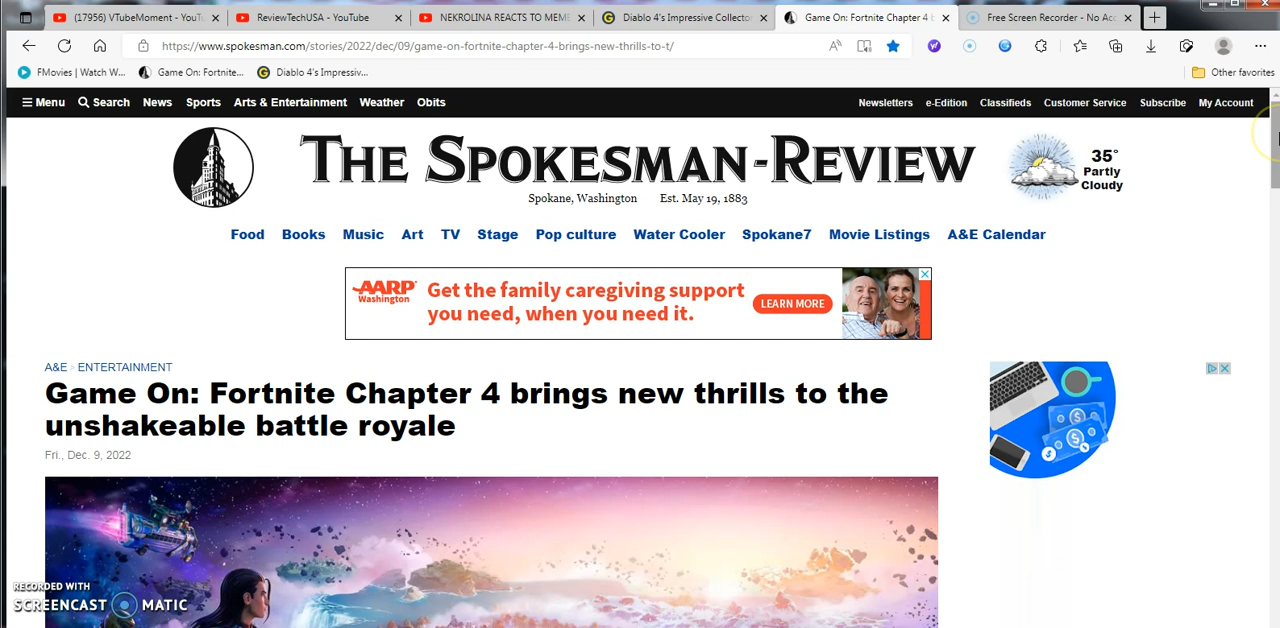 (17956) VTubeMoment - YouTu
ReviewTechUSA - YouTube
NEKROLINA REACTS TO MEME
Diablo 4's Impressive Collector
Game On: Fortnite Chapter 4 b
Free Screen Recorder - No Acc
https://www.spokesman.com/stories/2022/dec/09/game-on-fortnite-chapter-4-brings-new-thrills-to-t/
FMovies | Watch W...
Game On: Fortnite...
Diablo 4's Impressiv...
Other favorites
Menu
Search
News
Sports
Arts & Entertainment
Weather
Obits
Newsletters
e-Edition
Classifieds
Customer Service
Subscribe
My Account
THE SPOKESMAN-REVIEW
Spokane, Washington Est. May 19, 1883
35°
Partly
Cloudy
Food
Books
Music
Art
TV
Stage
Pop culture
Water Cooler
Spokane7
Movie Listings
A&E Calendar
AARP
Washington
Get the family caregiving support
you need, when you need it.
LEARN MORE
A&E > ENTERTAINMENT
Game On: Fortnite Chapter 4 brings new thrills to the
unshakeable battle royale
Fri., Dec. 9, 2022
RECORDED WITH
SCREENCAST MATIC